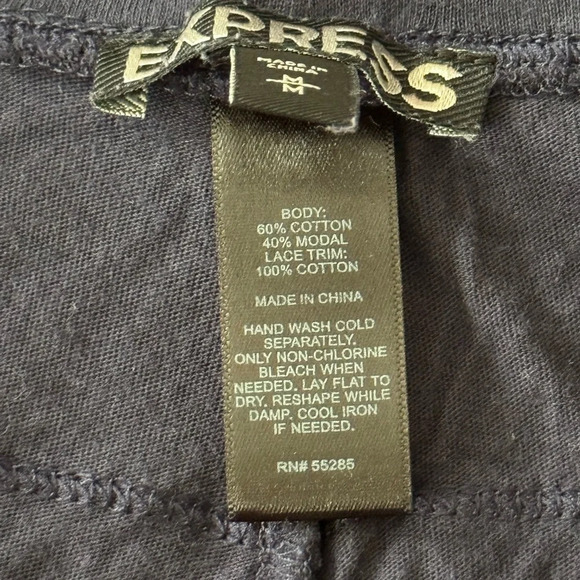 EXPRESS
MADE IN
CHINA
M
M
BODY:
60% COTTON
40% MODAL
LACE TRIM:
100% COTTON
MADE IN CHINA
HAND WASH COLD
SEPARATELY.
ONLY NON-CHLORINE
BLEACH WHEN
NEEDED. LAY FLAT TO
DRY. RESHAPE WHILE
DAMP. COOL IRON
IF NEEDED.
RN# 55285